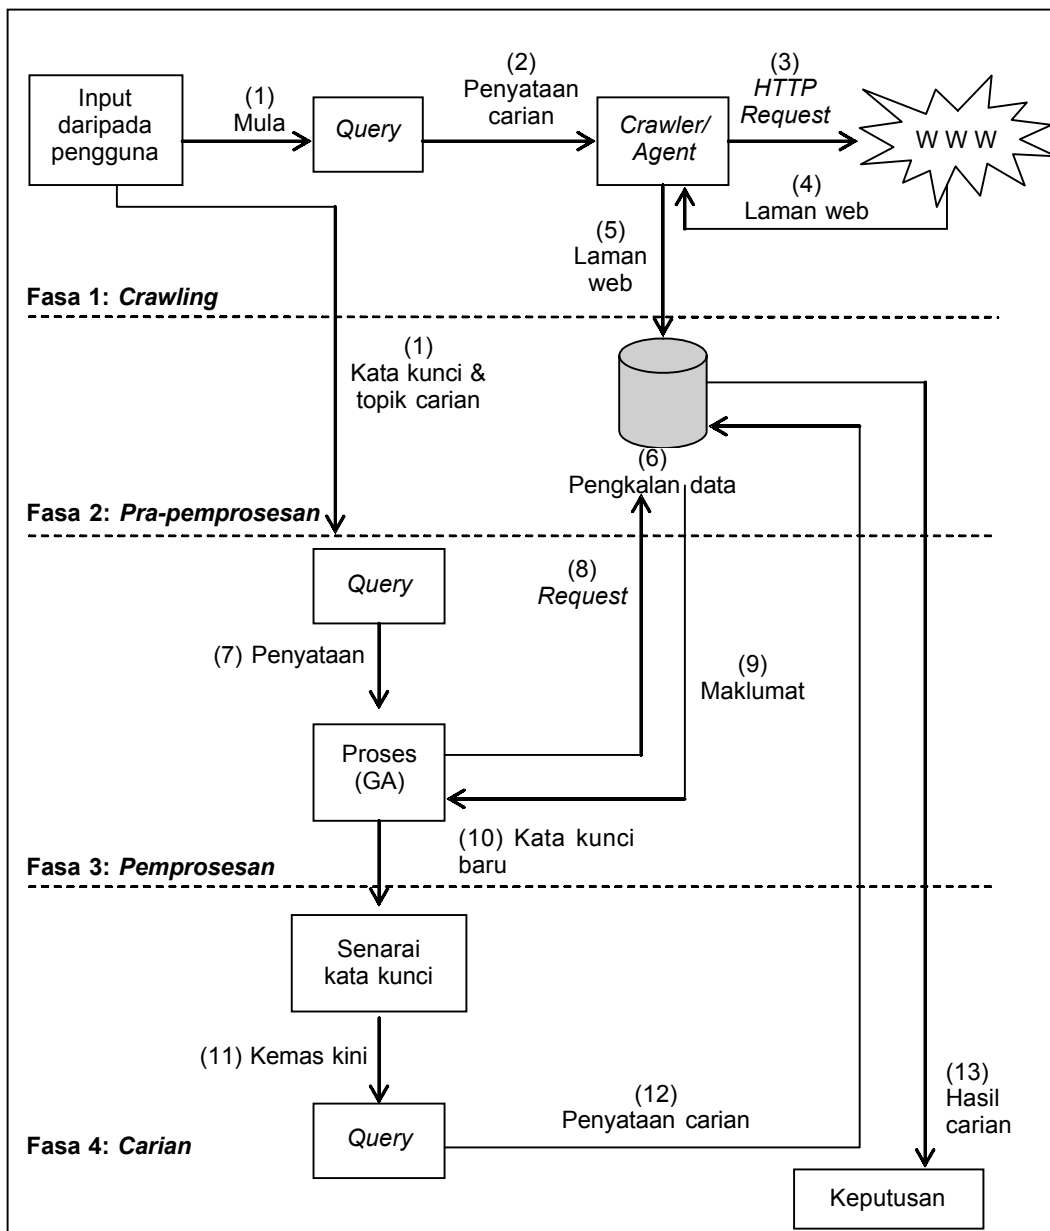 Input
daripada
pengguna
(1)
Mula
Query
(2)
Penyataan
carian
Crawler/
Agent
(3)
HTTP
Request
W W W
(4)
Laman web
(5)
Laman
web
Fasa 1: Crawling
(1)
Kata kunci &
topik carian
(6)
Pengkalan data
Fasa 2: Pra-pemprosesan
Query
(8)
Request
(7) Penyataan
(9)
Maklumat
Proses
(GA)
(10) Kata kunci
baru
Fasa 3: Pemprosesan
Senarai
kata kunci
(11) Kemas kini
Query
(12)
Penyataan carian
(13)
Hasil
carian
Fasa 4: Carian
Keputusan